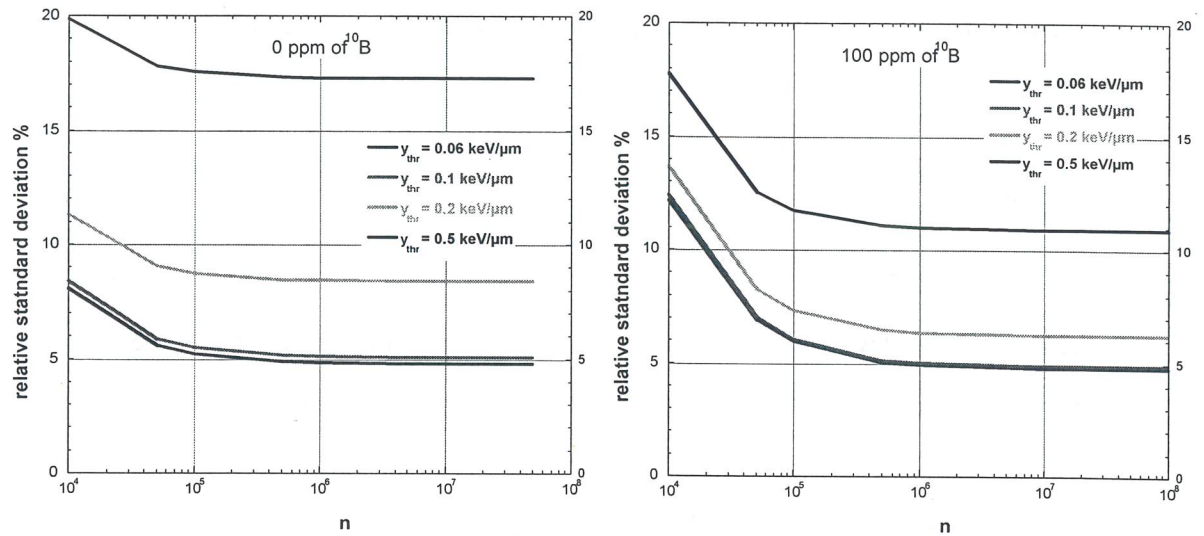 0 ppm of ¹⁰B
relative statndard deviation %
20
15
10
5
0
y_thr = 0.06 keV/µm
y_thr = 0.1 keV/µm
y_thr = 0.2 keV/µm
y_thr = 0.5 keV/µm
20
15
10
5
0
10⁴
10⁵
10⁶
10⁷
10⁸
n
100 ppm of ¹⁰B
relative statndard deviation %
20
15
10
5
0
y_thr = 0.06 keV/µm
y_thr = 0.1 keV/µm
y_thr = 0.2 keV/µm
y_thr = 0.5 keV/µm
20
15
10
5
0
10⁴
10⁵
10⁶
10⁷
10⁸
n